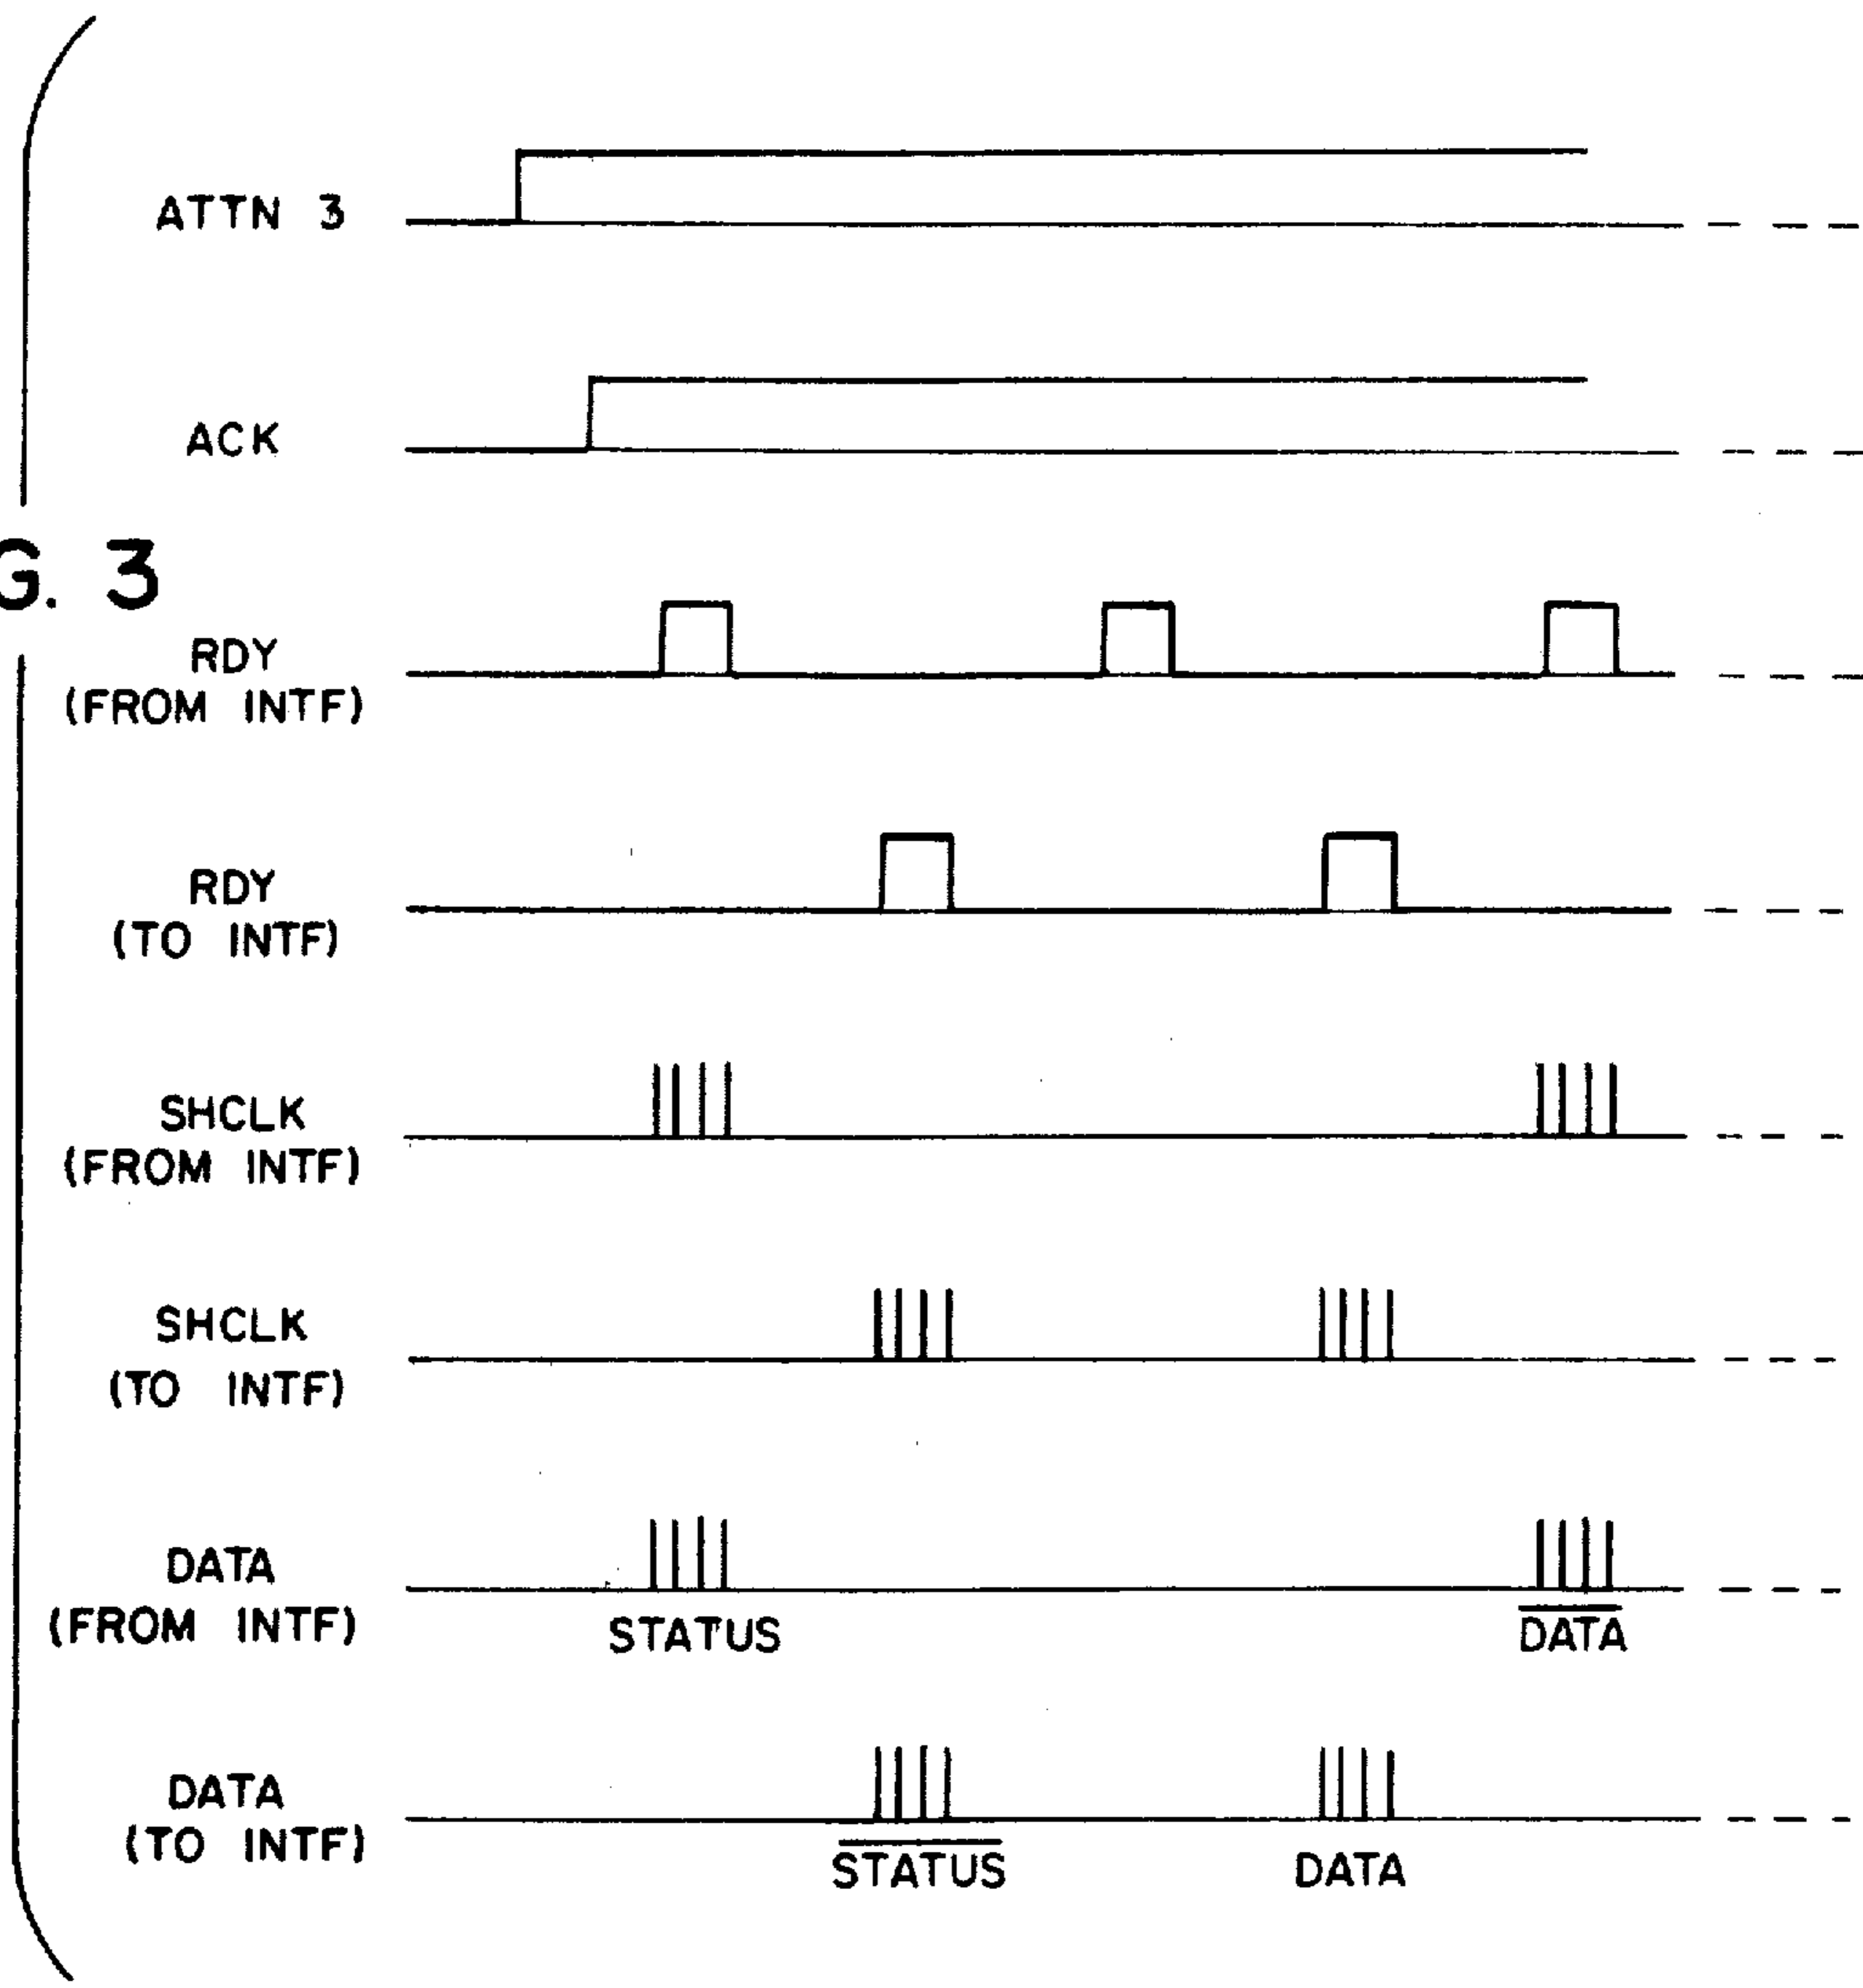 ATTN 3
ACK
G. 3
RDY
(FROM INTF)
RDY
(TO INTF)
SHCLK
(FROM INTF)
SHCLK
(TO INTF)
DATA
(FROM INTF)
STATUS
DATA
DATA
(TO INTF)
STATUS
DATA